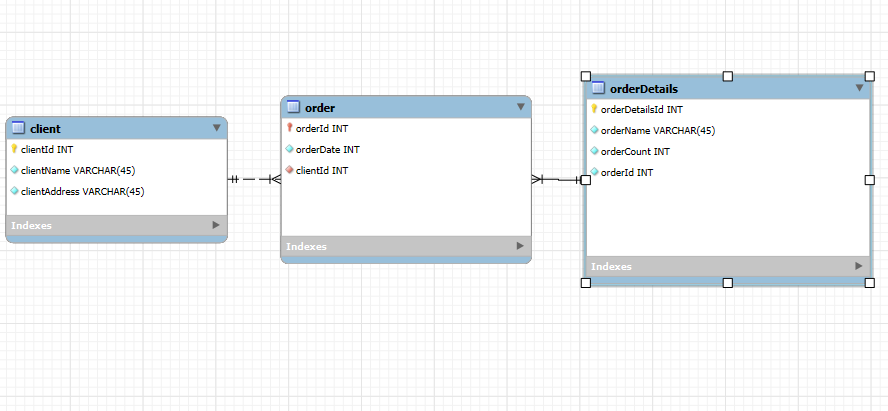 client
clientId INT
clientName VARCHAR(45)
clientAddress VARCHAR(45)
Indexes
order
orderId INT
orderDate INT
clientId INT
Indexes
orderDetails
orderDetailsId INT
orderName VARCHAR(45)
orderCount INT
orderId INT
Indexes